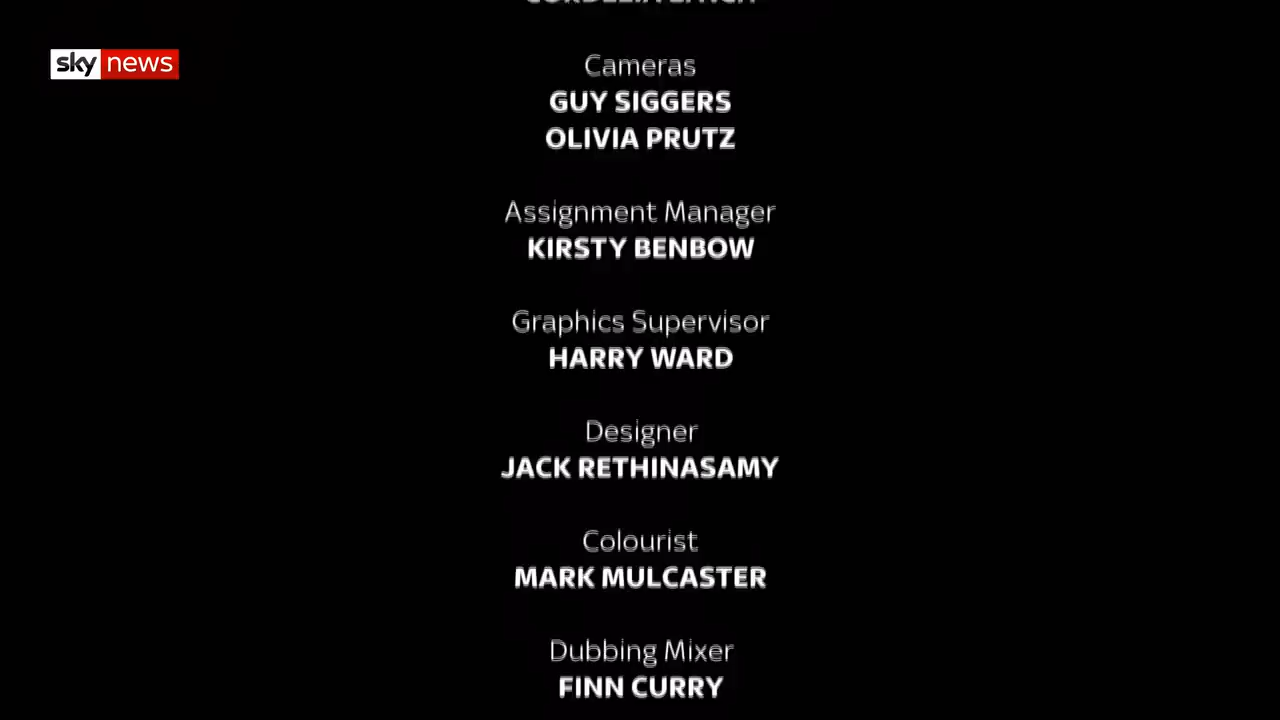 sky news
Cameras
GUY SIGGERS
OLIVIA PRUTZ
Assignment Manager
KIRSTY BENBOW
Graphics Supervisor
HARRY WARD
Designer
JACK RETHINASAMY
Colourist
MARK MULCASTER
Dubbing Mixer
FINN CURRY